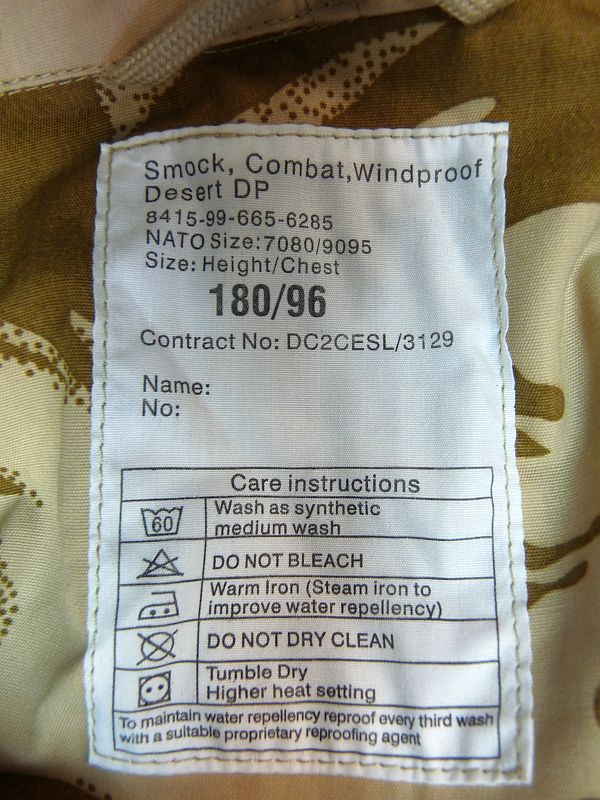 Smock, Combat,Windproof
Desert DP
8415-99-665-6285
NATO Size:7080/9095
Size: Height/Chest
180/96
Contract No: DC2CESL/3129
Name:
No:
Care instructions
60
Wash as synthetic
medium wash
DO NOT BLEACH
Warm Iron (Steam iron to
improve water repellency)
DO NOT DRY CLEAN
Tumble Dry
Higher heat setting
To maintain water repellency reproof every third wash
with a suitable proprietary reproofing agent